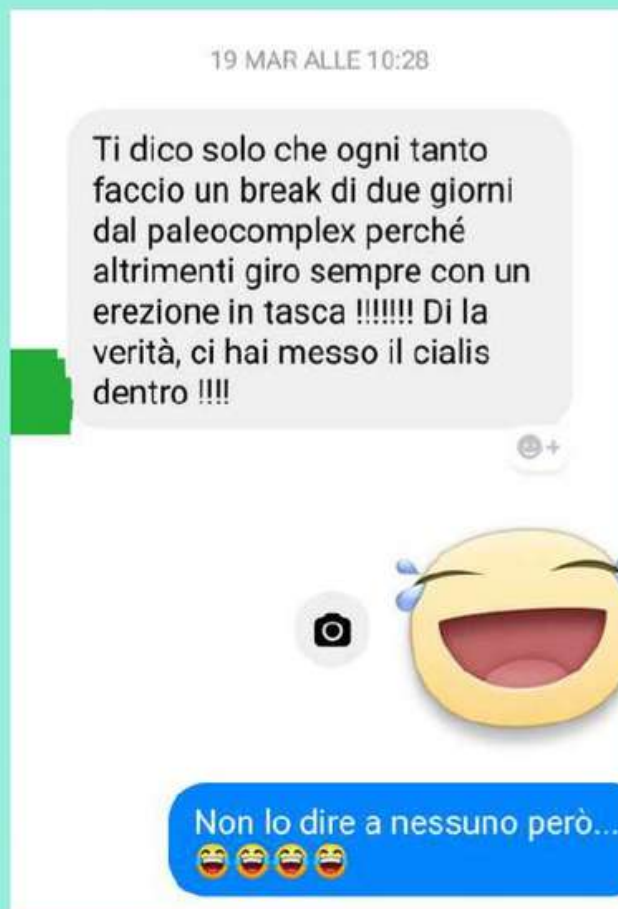 19 MAR ALLE 10:28
Ti dico solo che ogni tanto
faccio un break di due giorni
dal paleocomplex perché
altrimenti giro sempre con un
erezione in tasca !!!!!!! Di la
verità, ci hai messo il cialis
dentro !!!!
Non lo dire a nessuno però...
😂😂😂😂